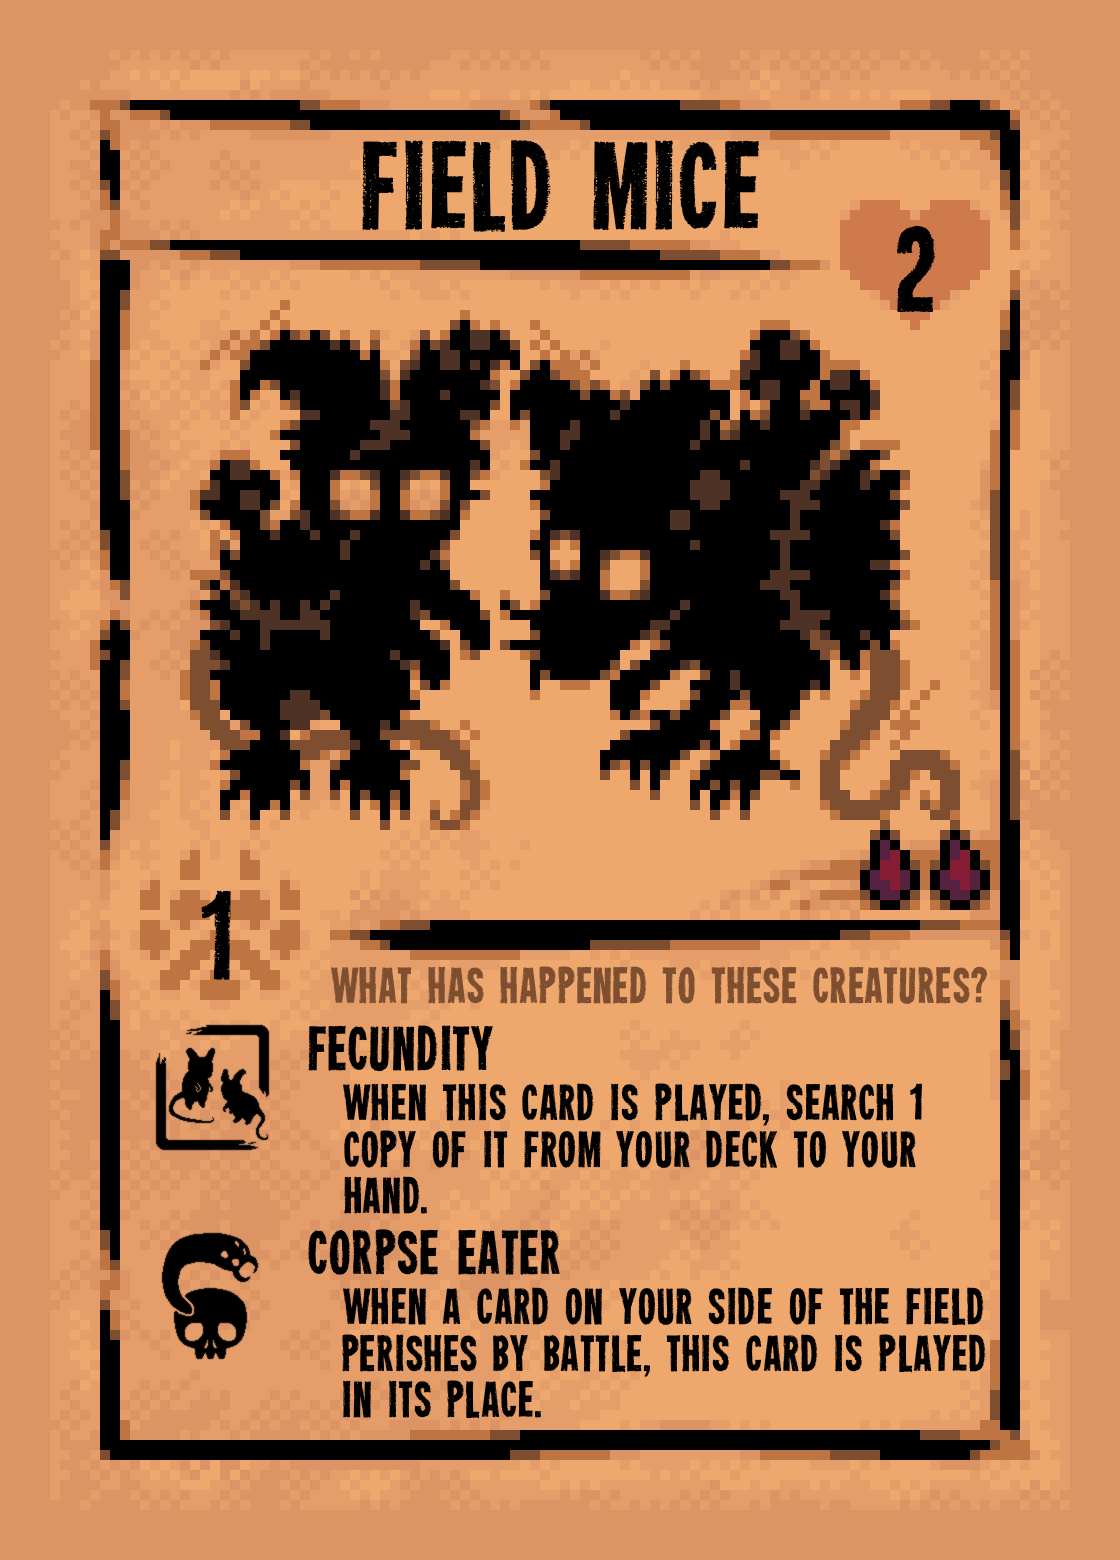 FIELD MICE
2
1
WHAT HAS HAPPENED TO THESE CREATURES?
FECUNDITY
WHEN THIS CARD IS PLAYED, SEARCH 1
COPY OF IT FROM YOUR DECK TO YOUR
HAND.
CORPSE EATER
WHEN A CARD ON YOUR SIDE OF THE FIELD
PERISHES BY BATTLE, THIS CARD IS PLAYED
IN ITS PLACE.